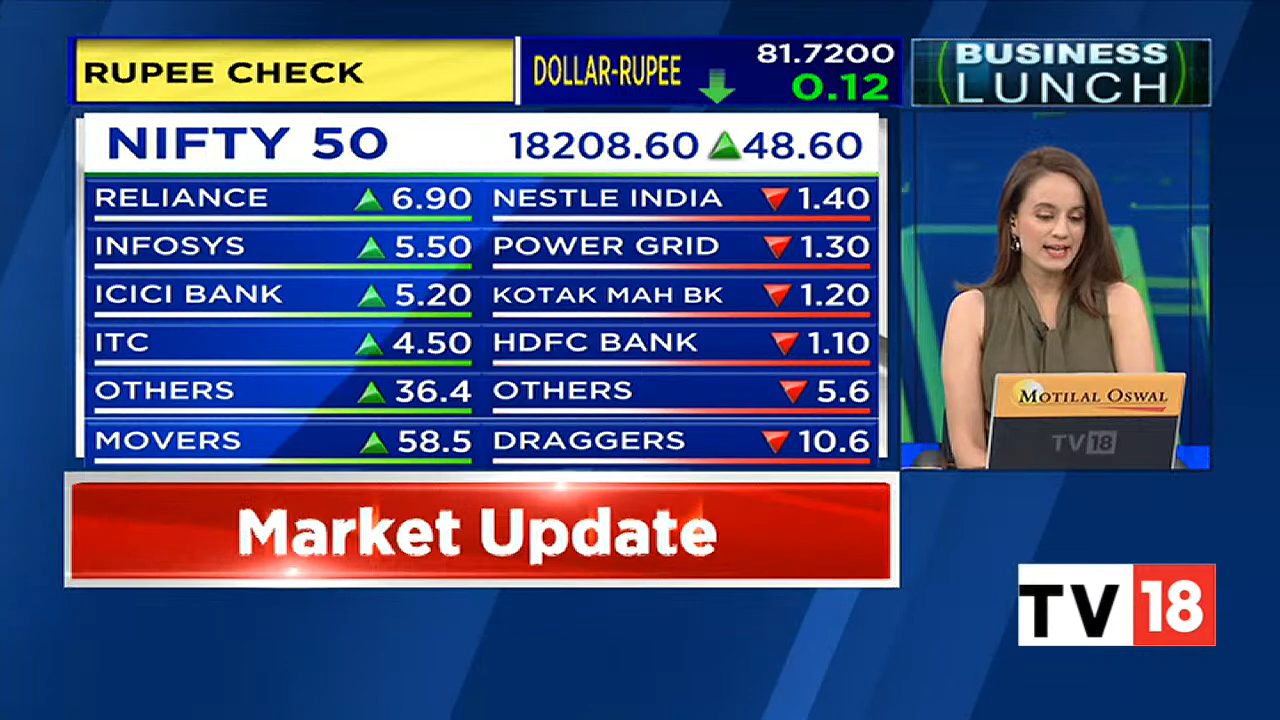 RUPEE CHECK
DOLLAR-RUPEE 81.7200
0.12
BUSINESS
LUNCH
NIFTY 50 18208.60 48.60
RELIANCE 6.90 NESTLE INDIA 1.40
INFOSYS 5.50 POWER GRID 1.30
ICICI BANK 5.20 KOTAK MAH BK 1.20
ITC 4.50 HDFC BANK 1.10
OTHERS 36.4 OTHERS 5.6
MOVERS 58.5 DRAGGERS 10.6
MOTILAL OSWAL
TV18
Market Update
TV18